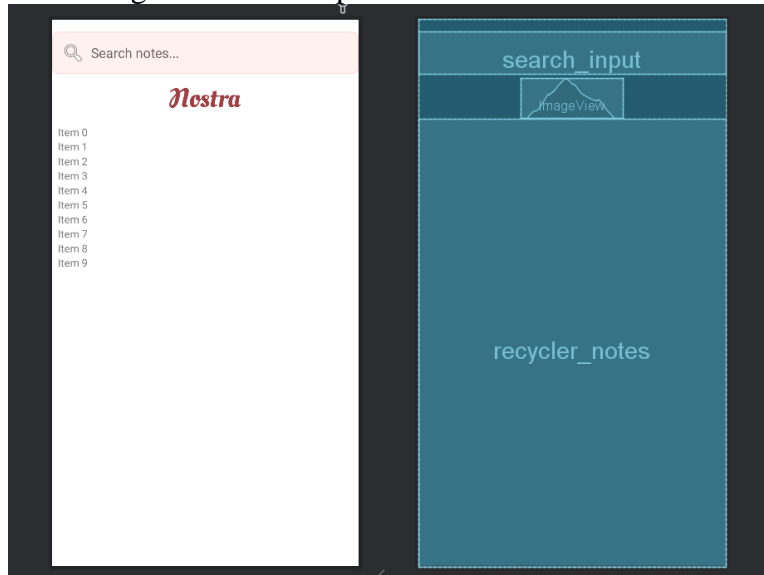 Search notes...
Nostra
Item 0
Item 1
Item 2
Item 3
Item 4
Item 5
Item 6
Item 7
Item 8
Item 9
search_input
ImageView
recycler_notes